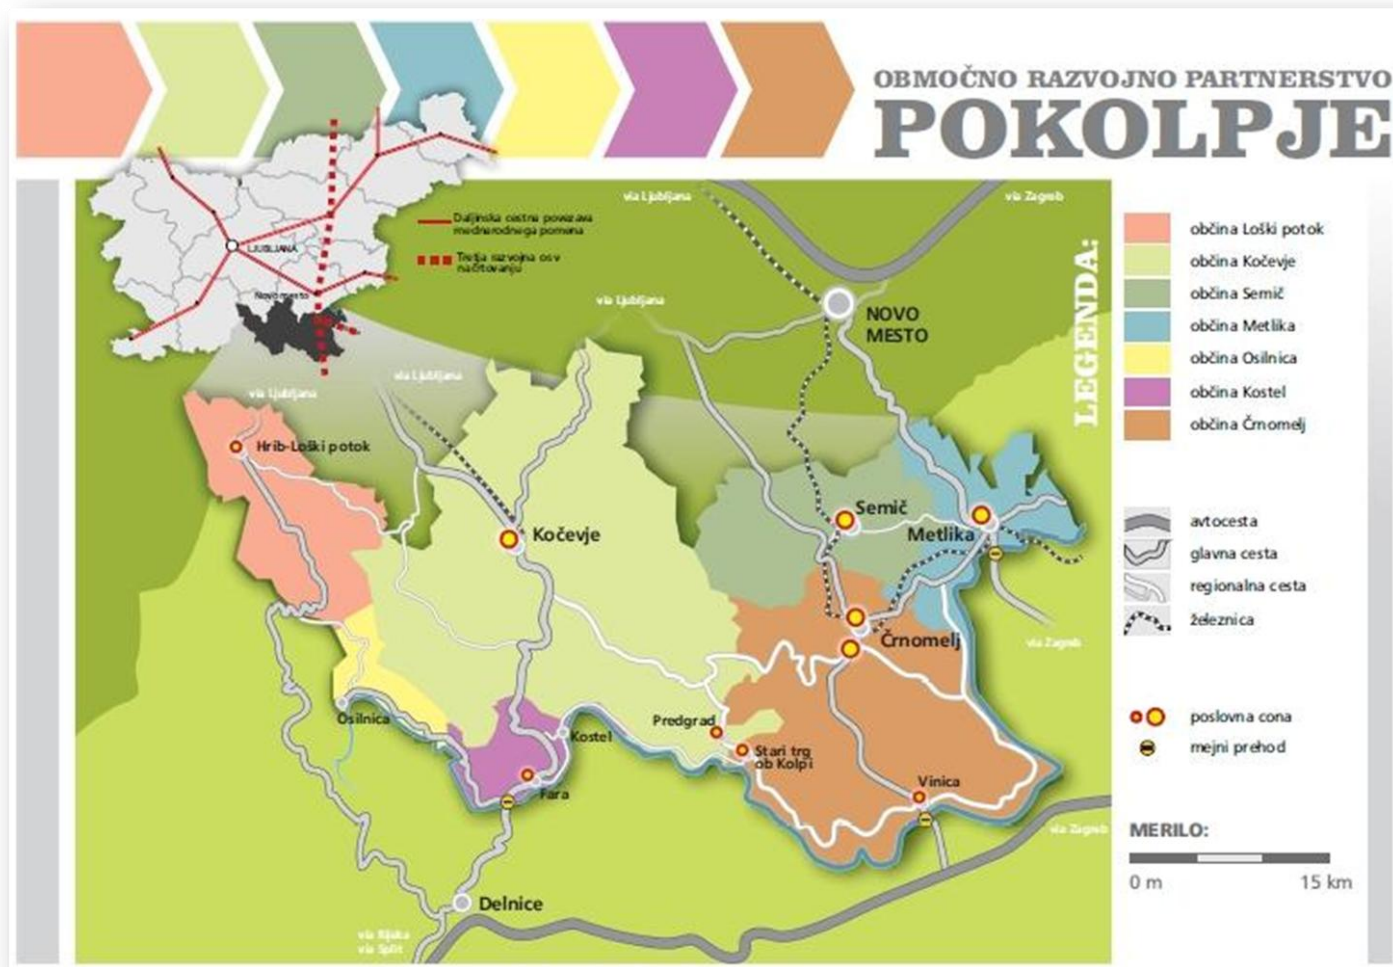 OBMOČNO RAZVOJNO PARTNERSTVO
POKOLPJE
via Ljubljana
via Zagreb
Daljinska cestna povezava
mednarodnega pomena
Tretja razvojna os v
načrtovanju
LJUBLJANA
Novo mesto
via Ljubljana
NOVO
MESTO
via Ljubljana
via Ljubljana
Hrib-Loški potok
Kočevje
Semič
Metlika
Črnomelj
via Zagreb
Osilnica
Kostel
Predgrad
Stari trg
ob Kolpi
Fara
Vinica
via Zagreb
Delnice
via Rijeka
via Split
LEGENDA:
občina Loški potok
občina Kočevje
občina Semič
občina Metlika
občina Osilnica
občina Kostel
občina Črnomelj
avtocesta
glavna cesta
regionalna cesta
železnica
poslovna cona
mejni prehod
MERILO:
0 m
15 km